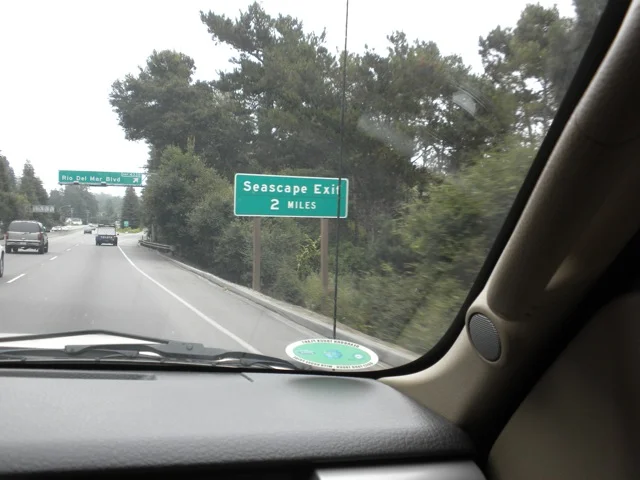 Rio Del Mar Blvd
Seascape Exit
2 MILES